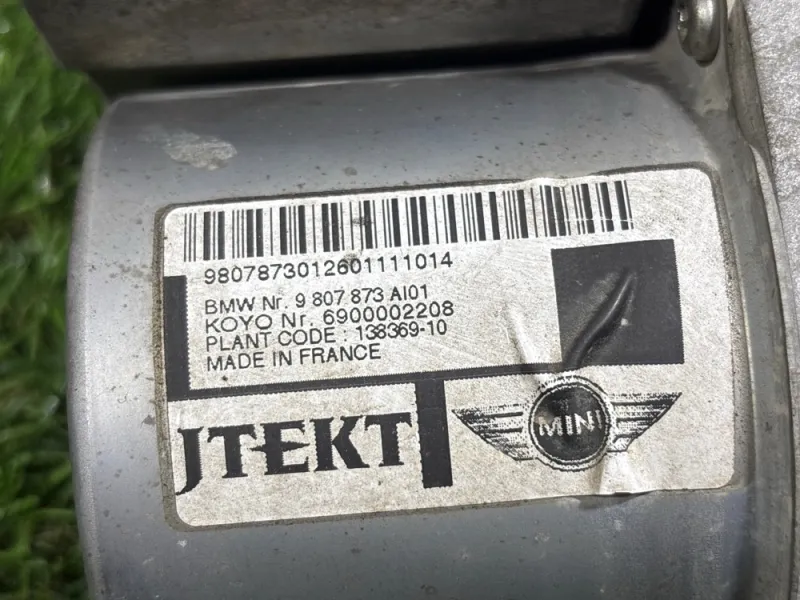 9807873012601111014
BMW Nr. 9 807 873 AI01
KOYO Nr. 6900002208
PLANT CODE : 138369-10
MADE IN FRANCE
JTEKT
MINI